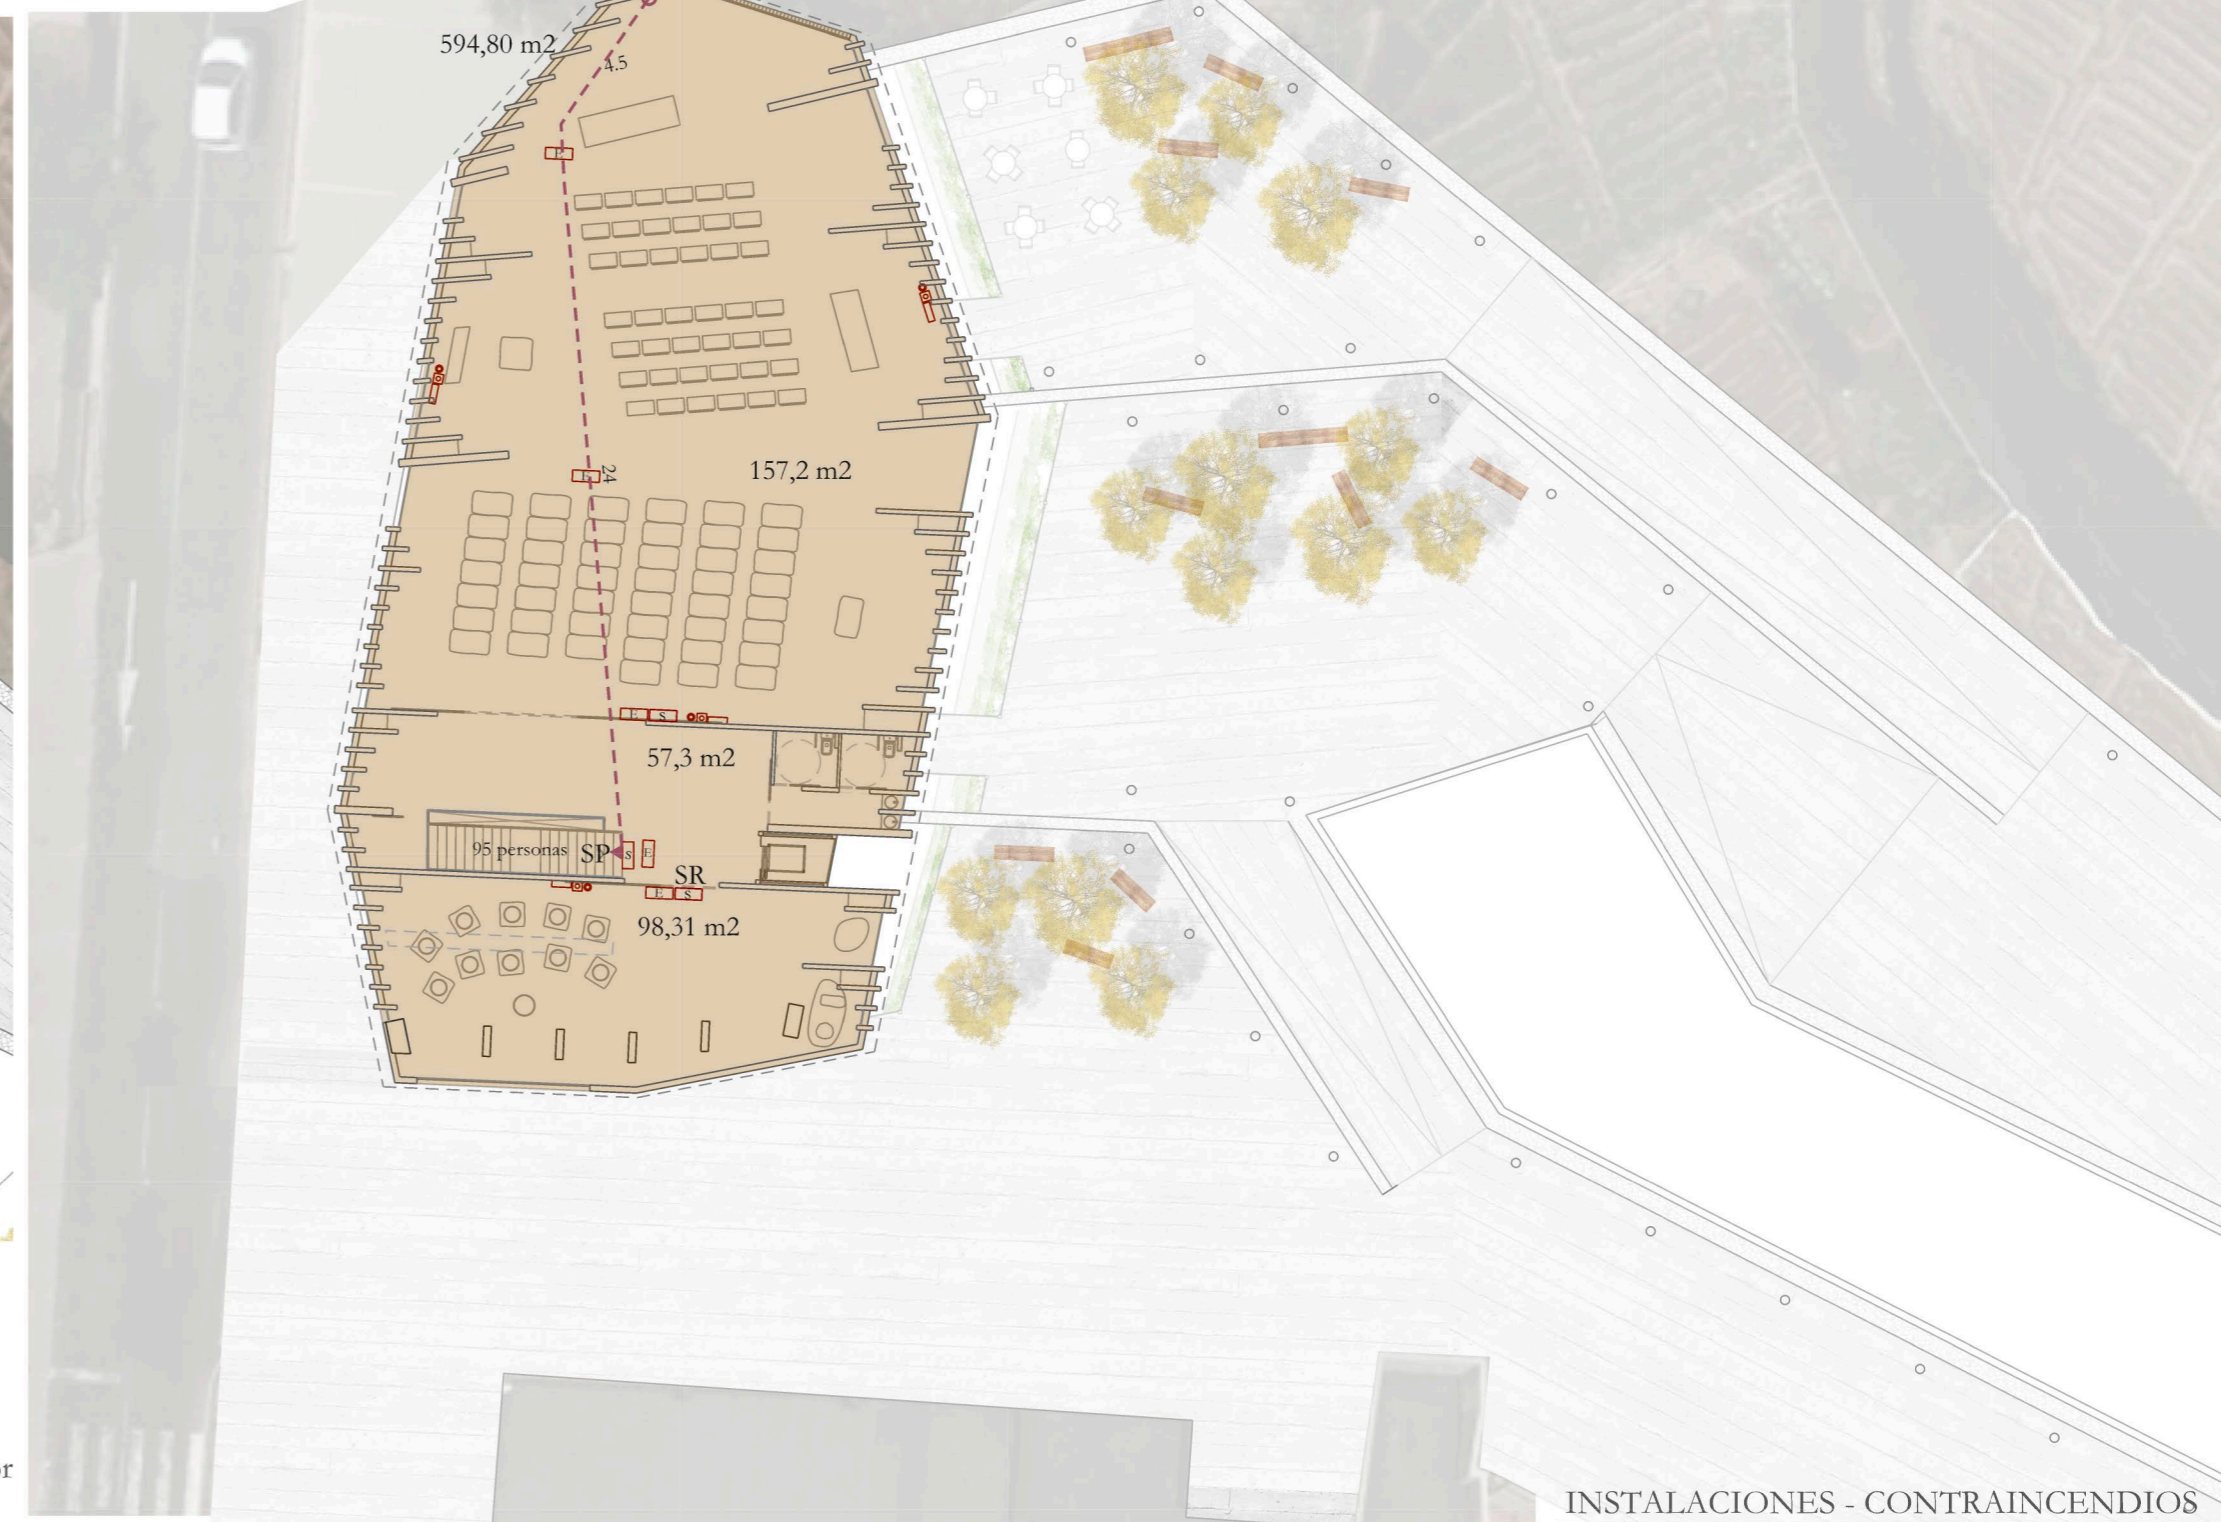 594,80 m2
4.5
E
24
E
157,2 m2
E S
57,3 m2
95 personas SP S E
SR
E S
98,31 m2
or
INSTALACIONES - CONTRAINCENDIOS